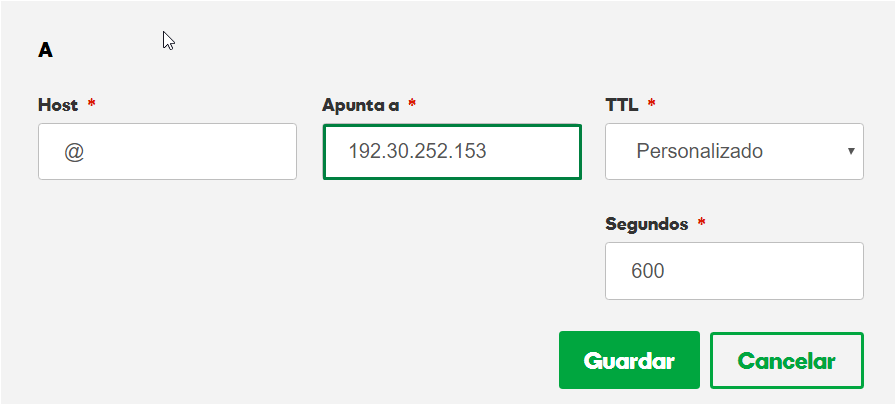 A
Host * Apunta a * TTL *
@ 192.30.252.153 Personalizado
Segundos *
600
Guardar Cancelar